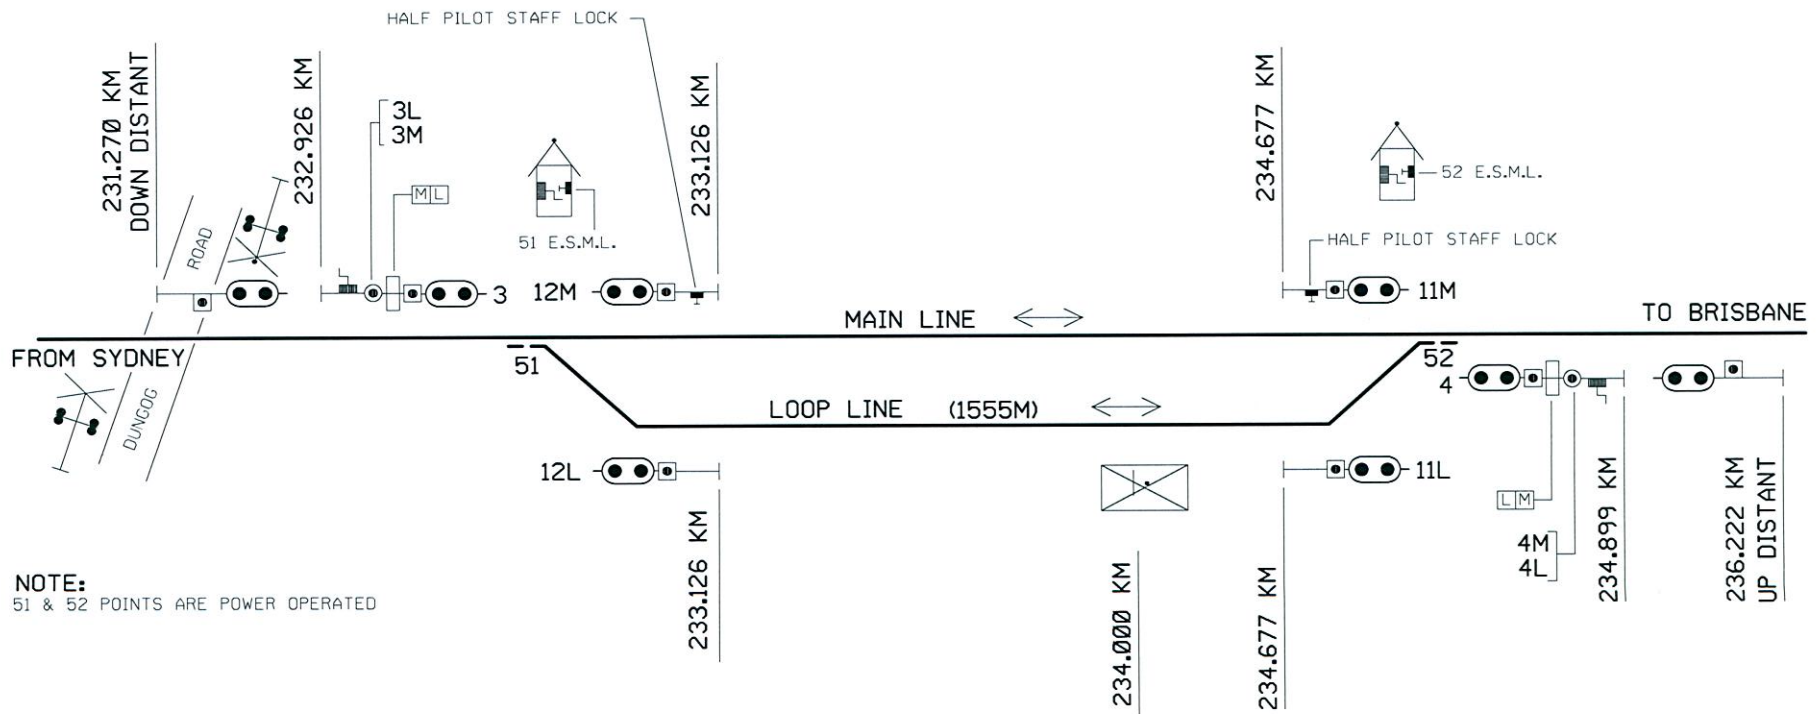 HALF PILOT STAFF LOCK
231.270 KM
DOWN DISTANT
232.926 KM
3L
3M
M L
51 E.S.M.L.
233.126 KM
234.677 KM
52 E.S.M.L.
HALF PILOT STAFF LOCK
ROAD
3
12M
11M
MAIN LINE
TO BRISBANE
FROM SYDNEY
51
52
4
DUNGOG
LOOP LINE (1555M)
12L
11L
L M
4M
4L
234.899 KM
236.222 KM
UP DISTANT
233.126 KM
234.000 KM
234.677 KM
NOTE:
51 & 52 POINTS ARE POWER OPERATED